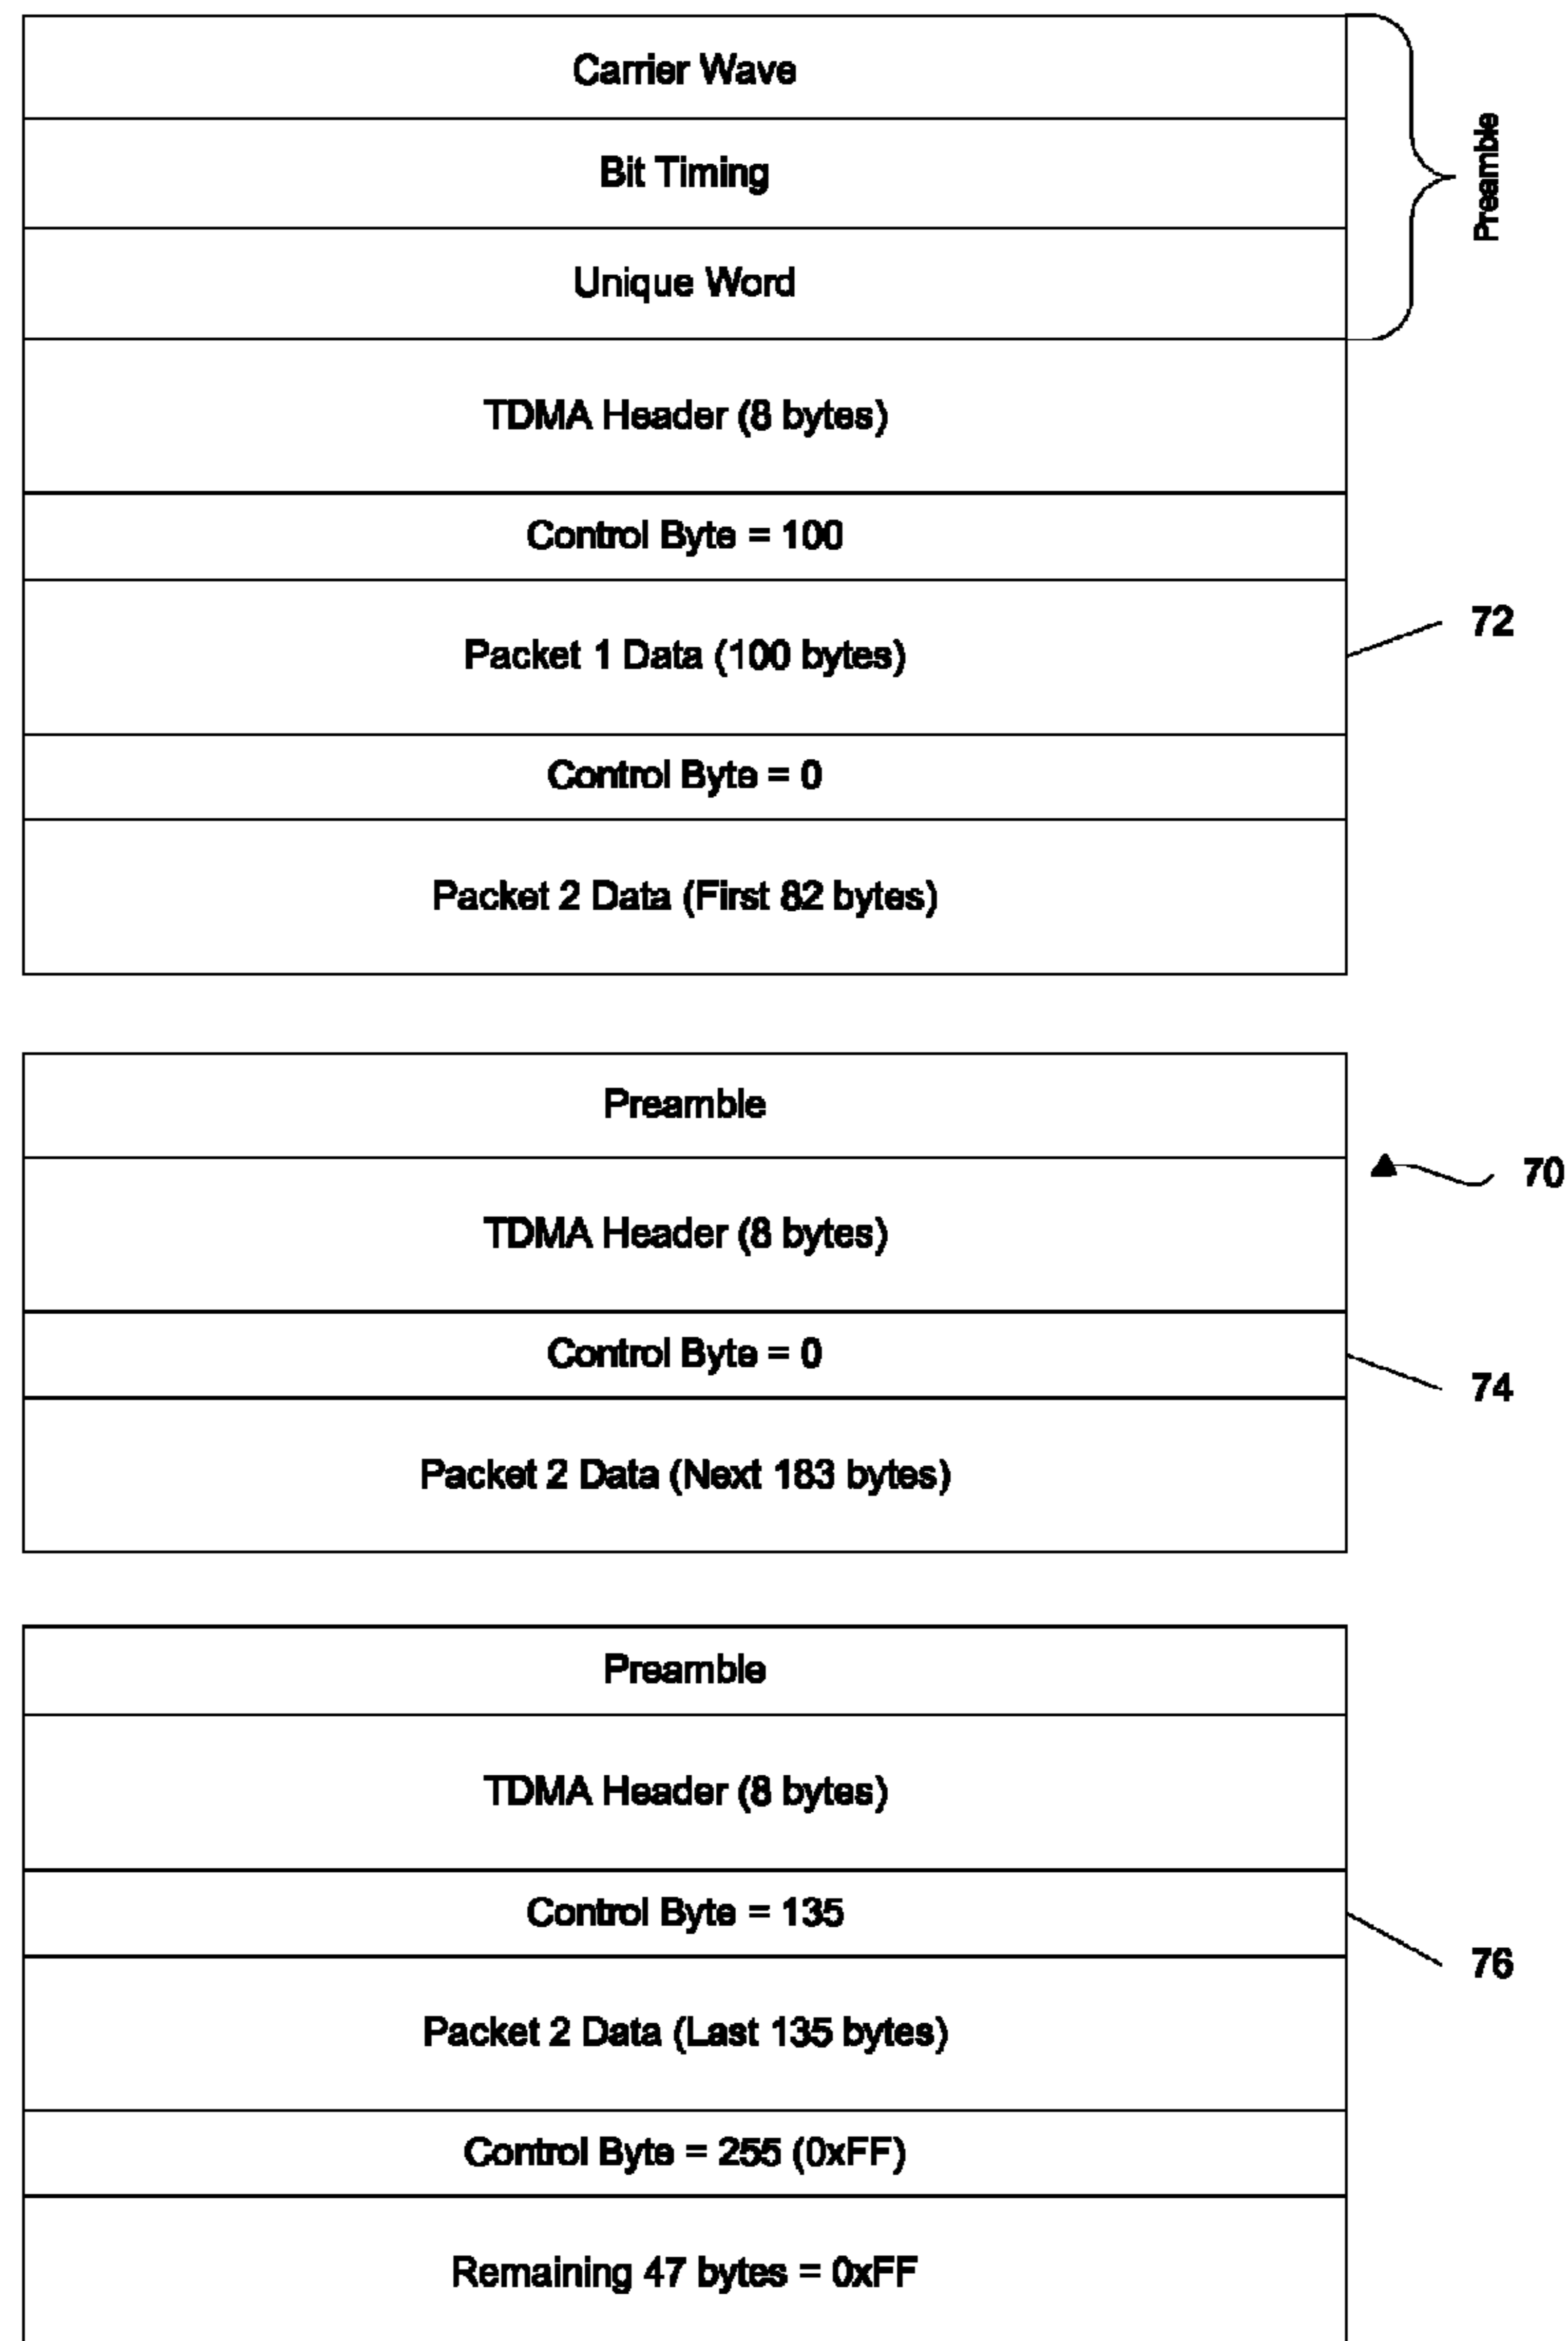 Carrier Wave
Bit Timing
Unique Word
Preamble
TDMA Header (8 bytes)
Control Byte = 100
Packet 1 Data (100 bytes)
72
Control Byte = 0
Packet 2 Data (First 82 bytes)
Preamble
70
TDMA Header (8 bytes)
Control Byte = 0
74
Packet 2 Data (Next 183 bytes)
Preamble
TDMA Header (8 bytes)
Control Byte = 135
76
Packet 2 Data (Last 135 bytes)
Control Byte = 255 (0xFF)
Remaining 47 bytes = 0xFF